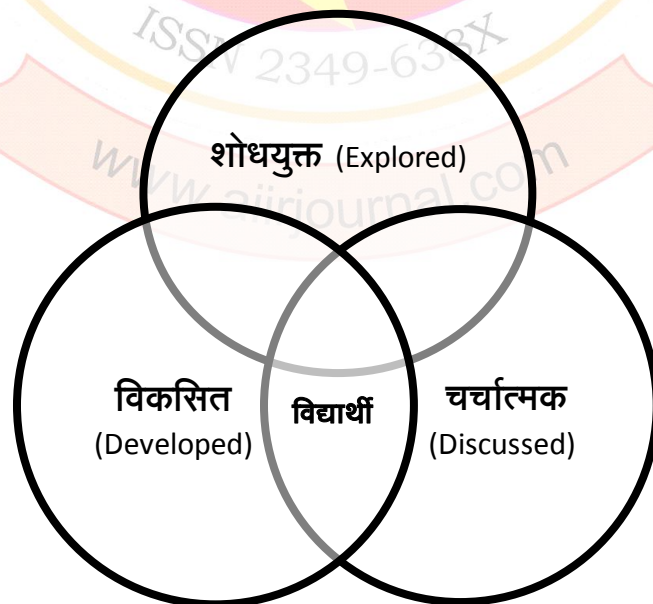 ISSN 2349-638X
शोधयुक्त (Explored)
www.aiirjournal.com
विकसित
(Developed)
विद्यार्थी
चर्चात्मक
(Discussed)